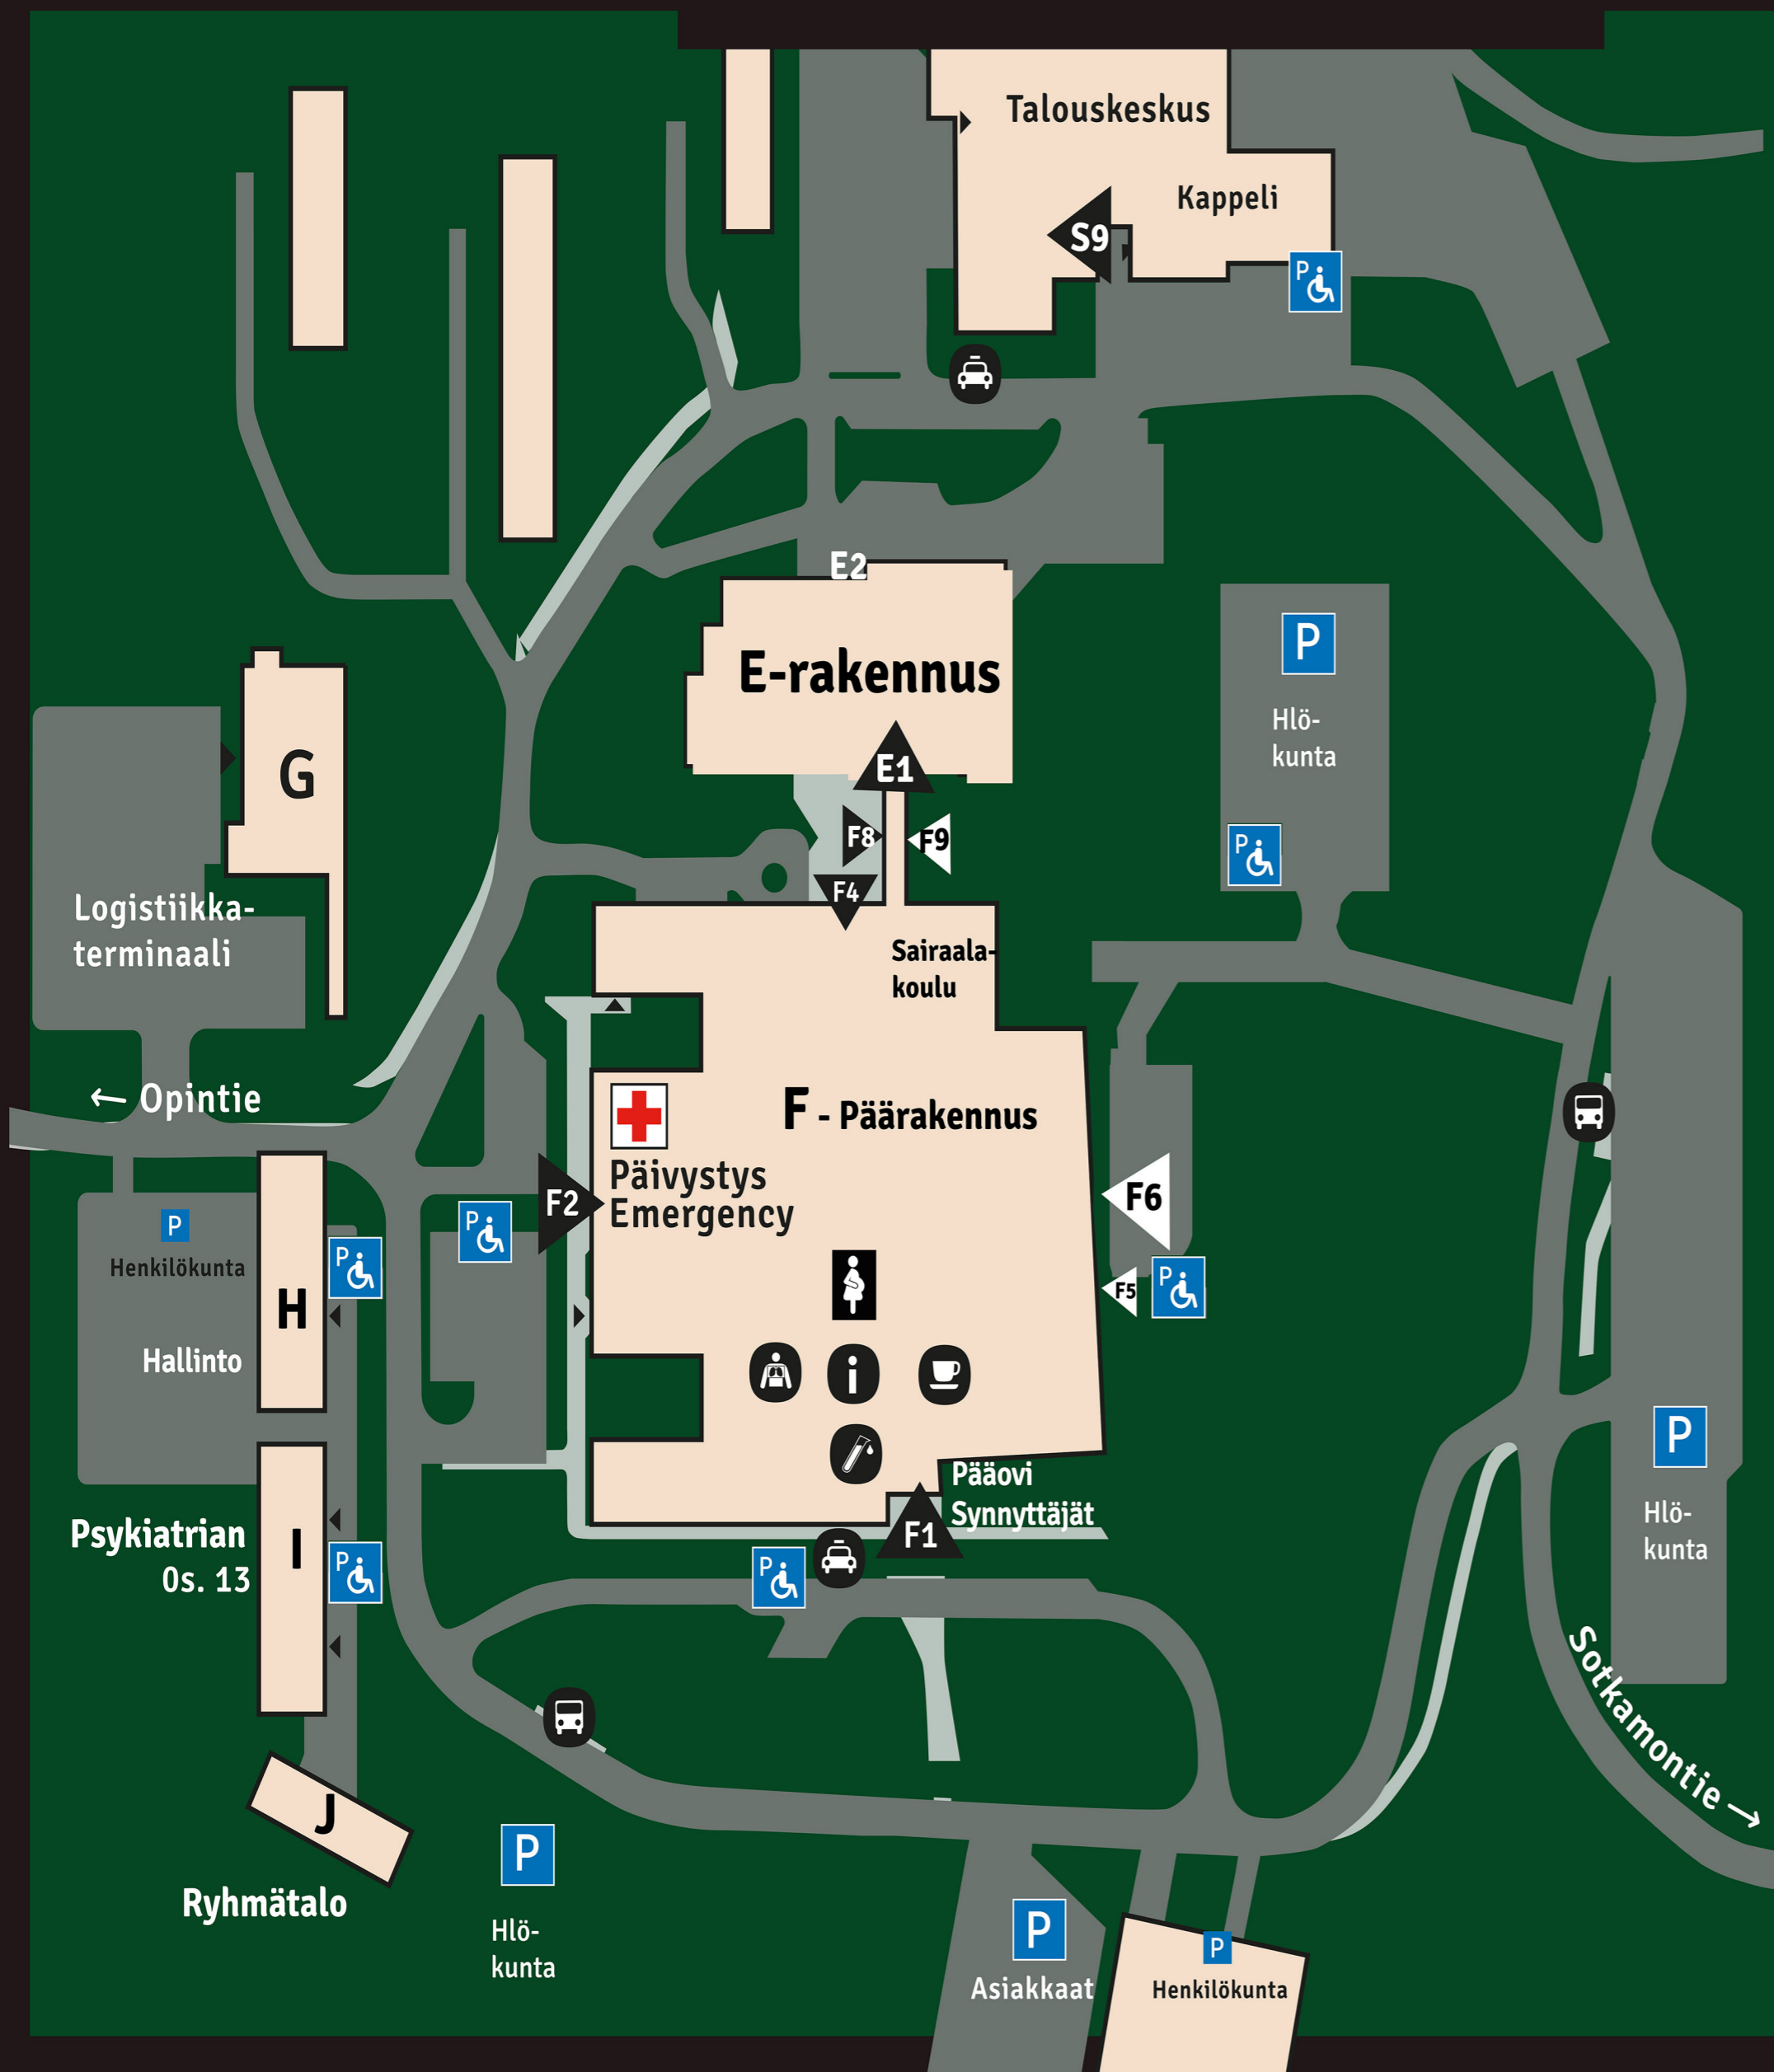 Talouskeskus
Kappeli
S9
P
E2
E-rakennus
P
Hlö-
kunta
G
E1
F8
F9
P
F4
Logistiikka-
terminaali
Sairaala-
koulu
← Opintie
F - Päärakennus
Päivystys
Emergency
F2
F6
P
P
P
Henkilökunta
H
F5
P
Hallinto
P
Pääovi
Synnyttäjät
Hlö-
kunta
Psykiatrian
Os. 13
I
F1
P
P
Sotkamontie →
J
P
Ryhmätalo
Hlö-
kunta
P
Asiakkaat
P
Henkilökunta